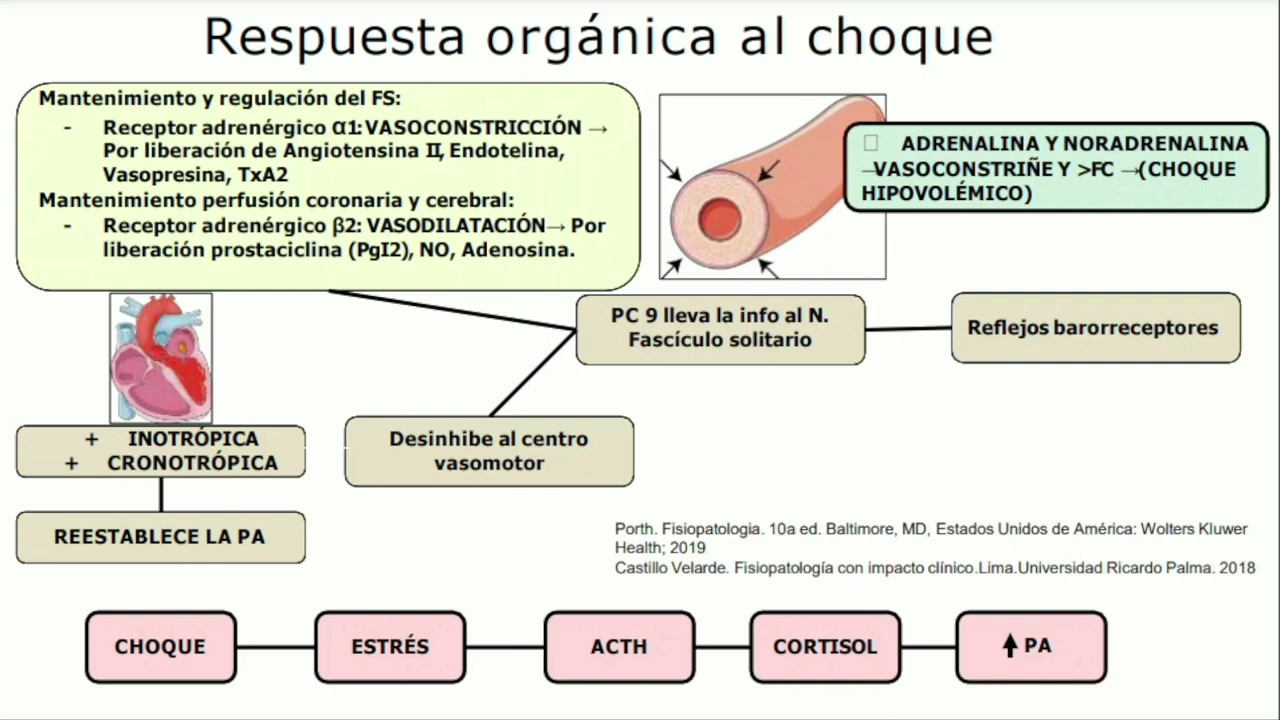 Respuesta orgánica al choque
Mantenimiento y regulación del FS:
- Receptor adrenérgico α1: VASOCONSTRICCIÓN →
Por liberación de Angiotensina II, Endotelina,
Vasopresina, TxA2
Mantenimiento perfusión coronaria y cerebral:
- Receptor adrenérgico β2: VASODILATACIÓN→ Por
liberación prostaciclina (PgI2), NO, Adenosina.
ADRENALINA Y NORADRENALINA
→VASOCONSTRIÑE Y >FC →(CHOQUE
HIPOVOLÉMICO)
PC 9 lleva la info al N.
Fascículo solitario
Reflejos barorreceptores
+ INOTRÓPICA
+ CRONOTRÓPICA
Desinhibe al centro
vasomotor
REESTABLECE LA PA
Porth. Fisiopatologia. 10a ed. Baltimore, MD, Estados Unidos de América: Wolters Kluwer
Health; 2019
Castillo Velarde. Fisiopatología con impacto clínico.Lima.Universidad Ricardo Palma. 2018
CHOQUE
ESTRÉS
ACTH
CORTISOL
⬆ PA